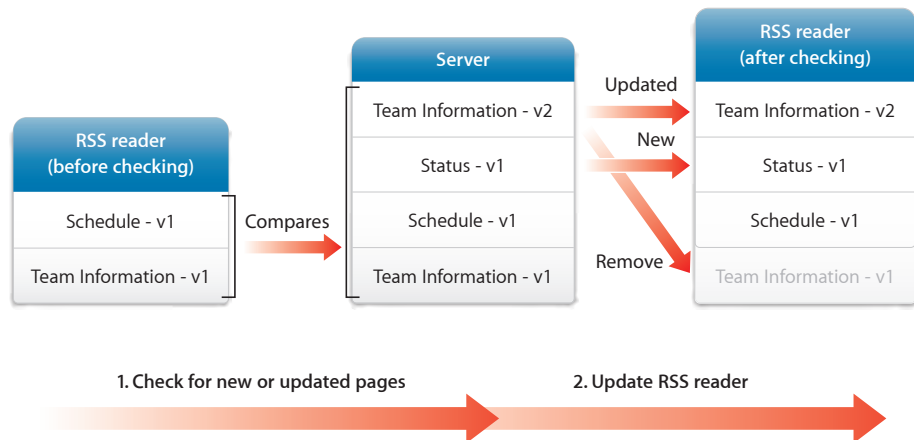 RSS reader
(before checking)
Schedule - v1
Team Information - v1
Compares
Server
Team Information - v2
Status - v1
Schedule - v1
Team Information - v1
Updated
New
Remove
RSS reader
(after checking)
Team Information - v2
Status - v1
Schedule - v1
Team Information - v1
1. Check for new or updated pages
2. Update RSS reader